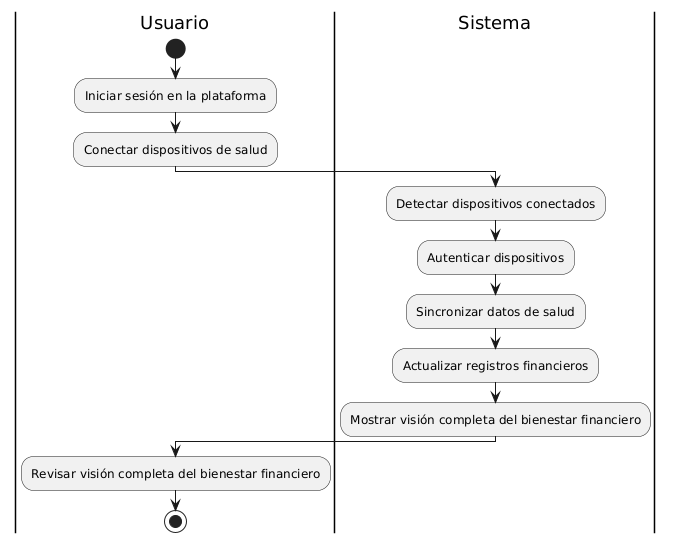 Usuario
Sistema
Iniciar sesión en la plataforma
Conectar dispositivos de salud
Detectar dispositivos conectados
Autenticar dispositivos
Sincronizar datos de salud
Actualizar registros financieros
Mostrar visión completa del bienestar financiero
Revisar visión completa del bienestar financiero